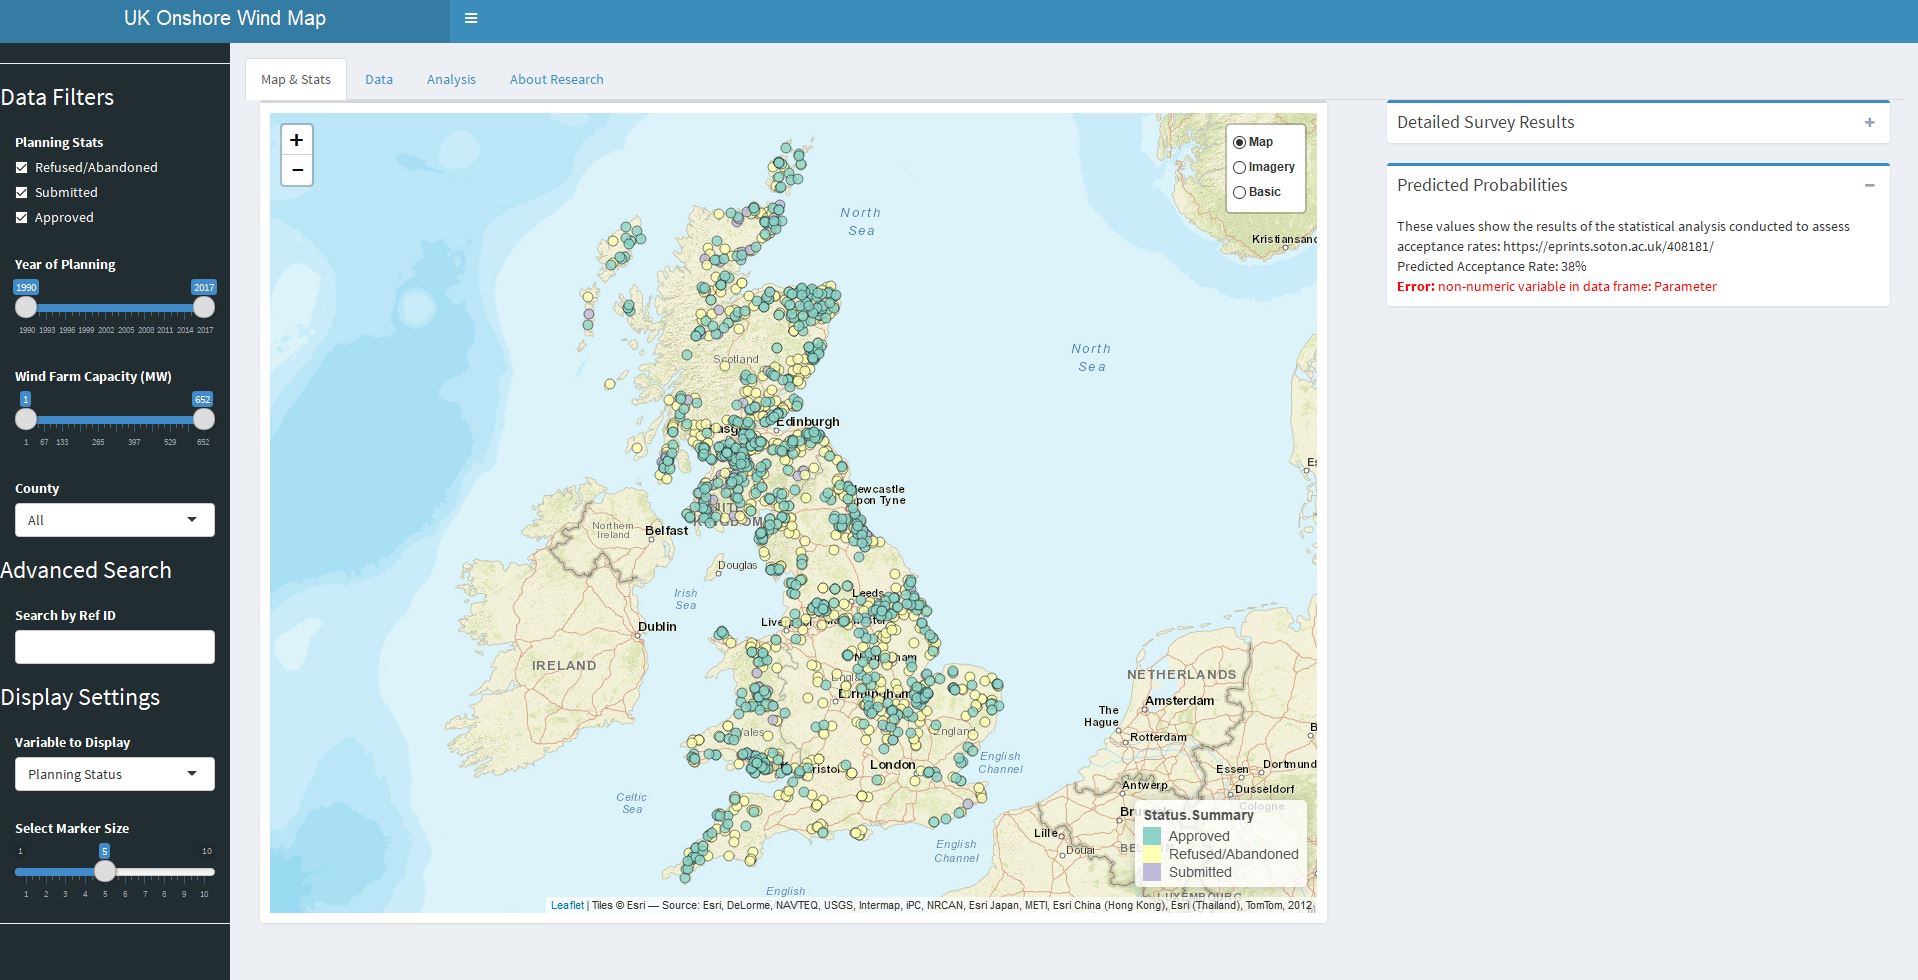 UK Onshore Wind Map
Map & Stats
Data
Analysis
About Research
Data Filters
Planning Stats
Refused/Abandoned
Submitted
Approved
Year of Planning
1990
2017
1990 1993 1996 1999 2002 2005 2008 2011 2014 2017
Wind Farm Capacity (MW)
1
652
1 67 133 265 397 529 652
County
All
Advanced Search
Search by Ref ID
Display Settings
Variable to Display
Planning Status
Select Marker Size
1
5
10
1 2 3 4 5 6 7 8 9 10
+
−
Map
Imagery
Basic
North
Sea
Kristiansand
North
Sea
Scotland
Edinburgh
ewcastle
pon Tyne
Northern
Ireland
Belfast
Douglas
Irish
Sea
Leeds
Dublin
IRELAND
NETHERLANDS
Amsterdam
The
Hague
Rotterdam
England
English
Channel
London
ristol
Essen
Dortmund
Antwerp
Dusseldorf
Cologne
Celtic
Sea
Lille
Douai
English
Channel
English
LUXEMBOURG
Status.Summary
Approved
Refused/Abandoned
Submitted
Leaflet | Tiles © Esri — Source: Esri, DeLorme, NAVTEQ, USGS, Intermap, iPC, NRCAN, Esri Japan, METI, Esri China (Hong Kong), Esri (Thailand), TomTom, 2012
Detailed Survey Results
Predicted Probabilities
These values show the results of the statistical analysis conducted to assess
acceptance rates: https://eprints.soton.ac.uk/408181/
Predicted Acceptance Rate: 38%
Error: non-numeric variable in data frame: Parameter